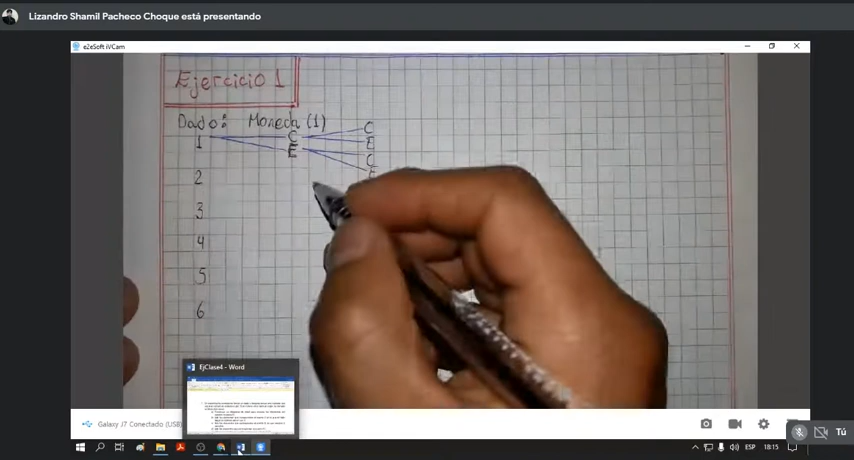 Lizandro Shamil Pacheco Choque está presentando
e2eSoft iVCam
Ejercicio 1
Dado: Moneda (1)
1 C C
E E
C
E
2
3
4
5
6
EjClase4 - Word
Galaxy J7 Conectado (USB)
Tú
ESP 18:15